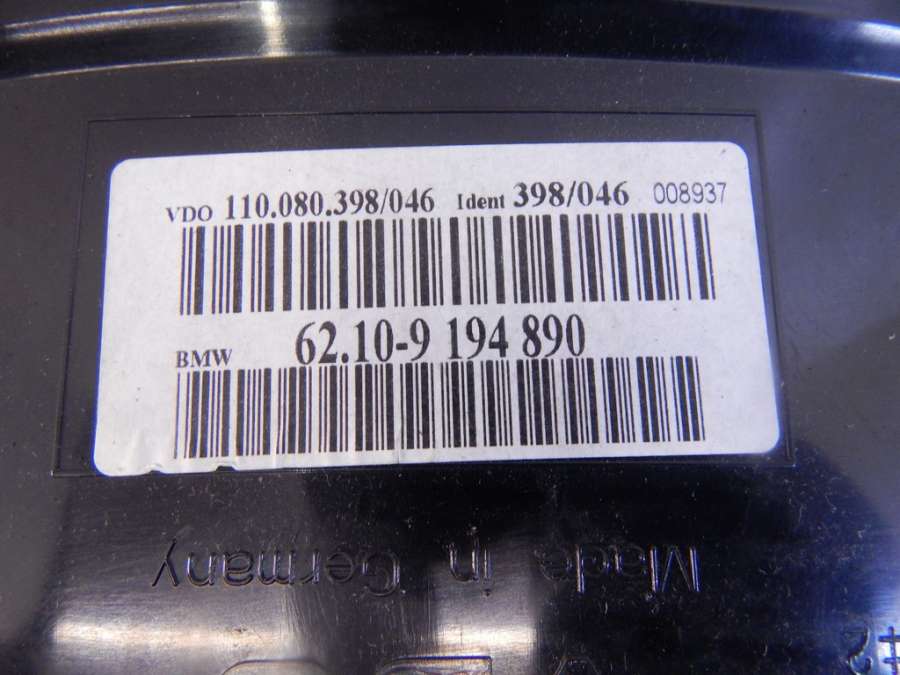 VDO 110.080.398/046 Ident 398/046 008937
BMW 62.10-9 194 890
Made in Germany